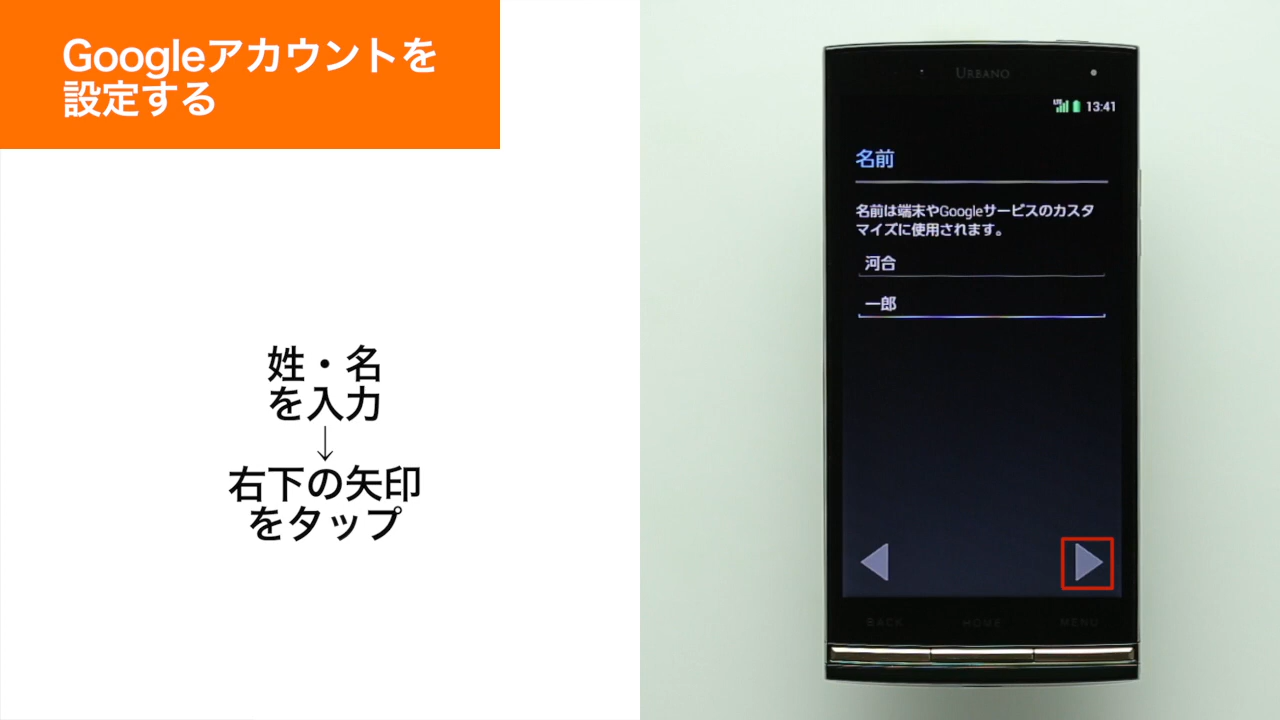 Googleアカウントを
設定する
姓・名
を入力
↓
右下の矢印
をタップ
URBANO
LTE 13:41
名前
名前は端末やGoogleサービスのカスタ
マイズに使用されます。
河合
一郎
BACK HOME MENU